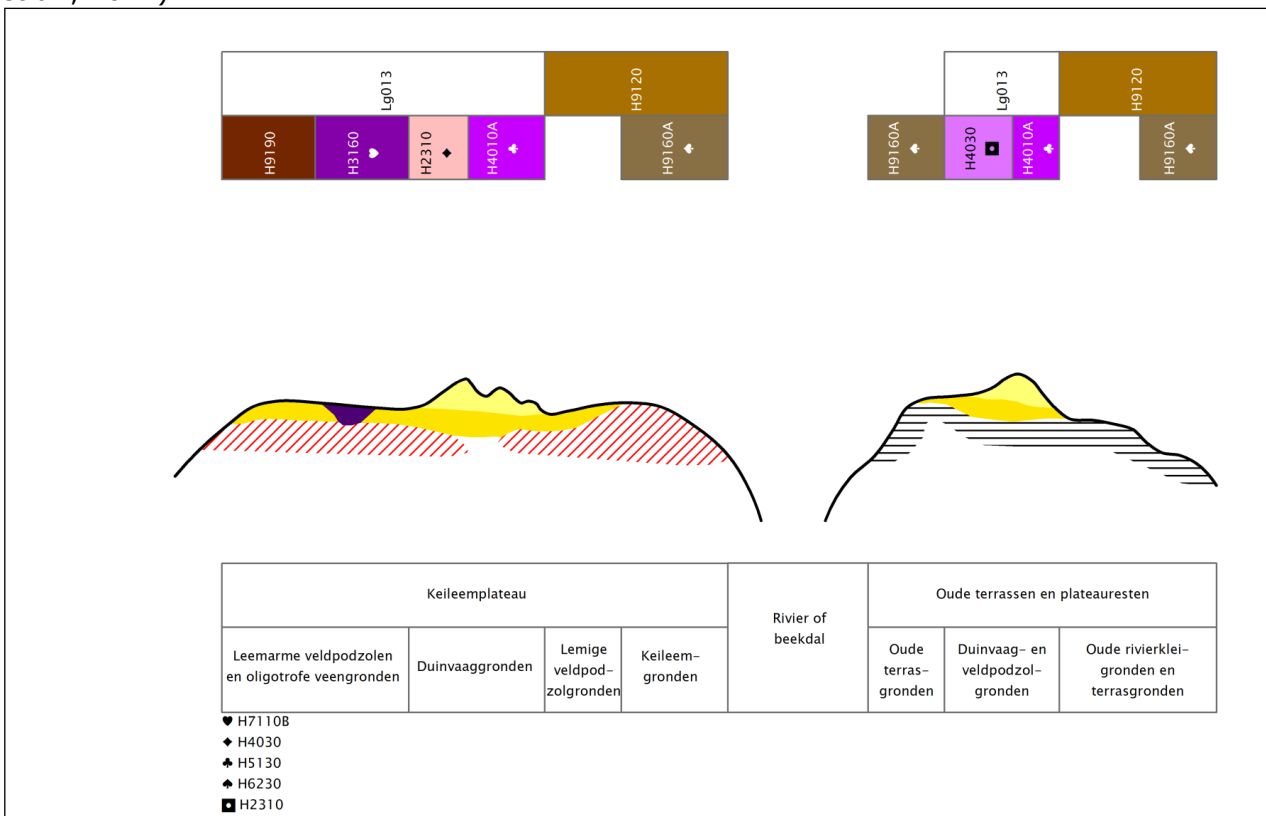 Lg013
H9120
Lg013
H9120
H9190
H3160 ♥
H2310 ◆
H4010A ♣
H9160A ♠
H9160A ♠
H4030 ◘
H4010A ♣
H9160A ♠
Keileemplateau
Rivier of
beekdal
Oude terrassen en plateauresten
Leemarme veldpodzolen
en oligotrofe veengronden
Duinvaaggronden
Lemige
veldpod-
zolgronden
Keileem-
gronden
Oude
terras-
gronden
Duinvaag- en
veldpodzol-
gronden
Oude rivierklei-
gronden en
terrasgronden
♥ H7110B
◆ H4030
♣ H5130
♠ H6230
◘ H2310